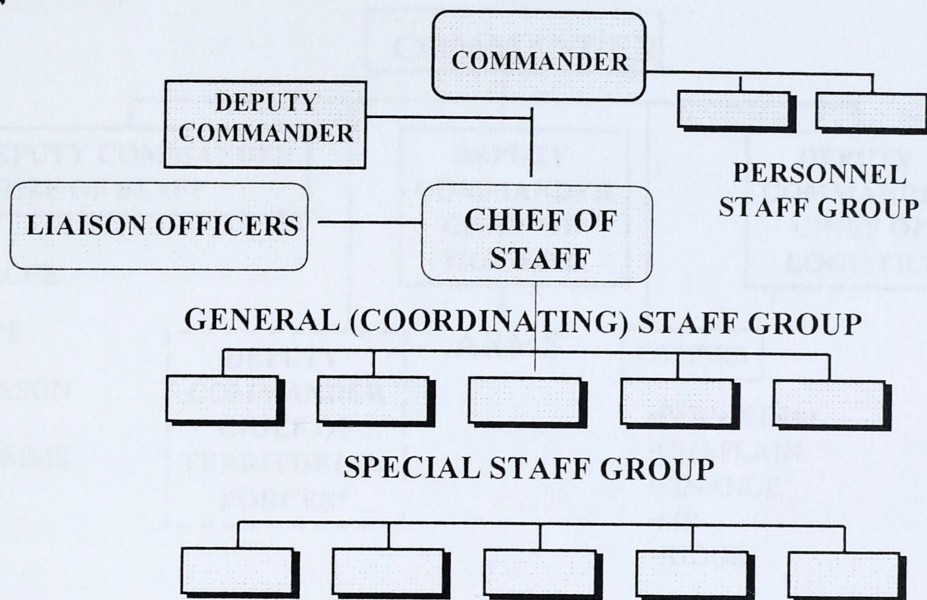 COMMANDER
DEPUTY
COMMANDER
PERSONNEL
STAFF GROUP
LIAISON OFFICERS
CHIEF OF
STAFF
GENERAL (COORDINATING) STAFF GROUP
SPECIAL STAFF GROUP